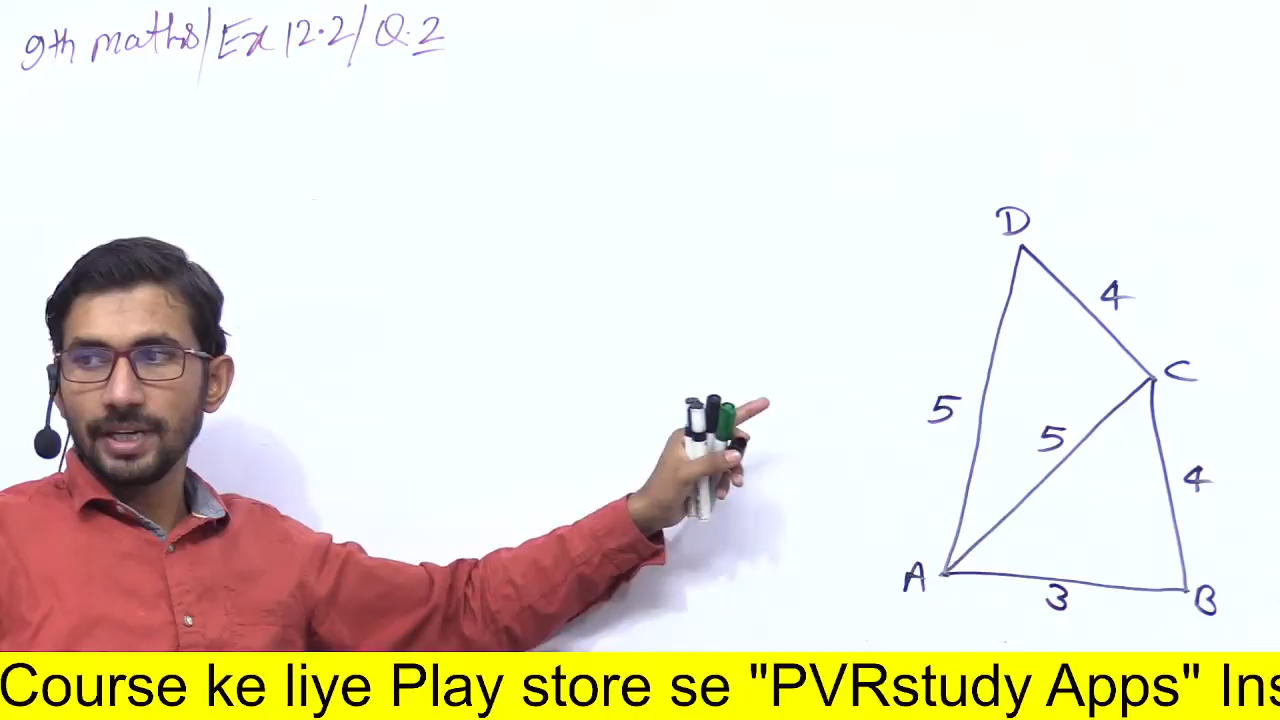 9th maths/Ex 12.2/Q.2
D
4
C
5
5
4
A
3
B
Course ke liye Play store se "PVRstudy Apps" Ins